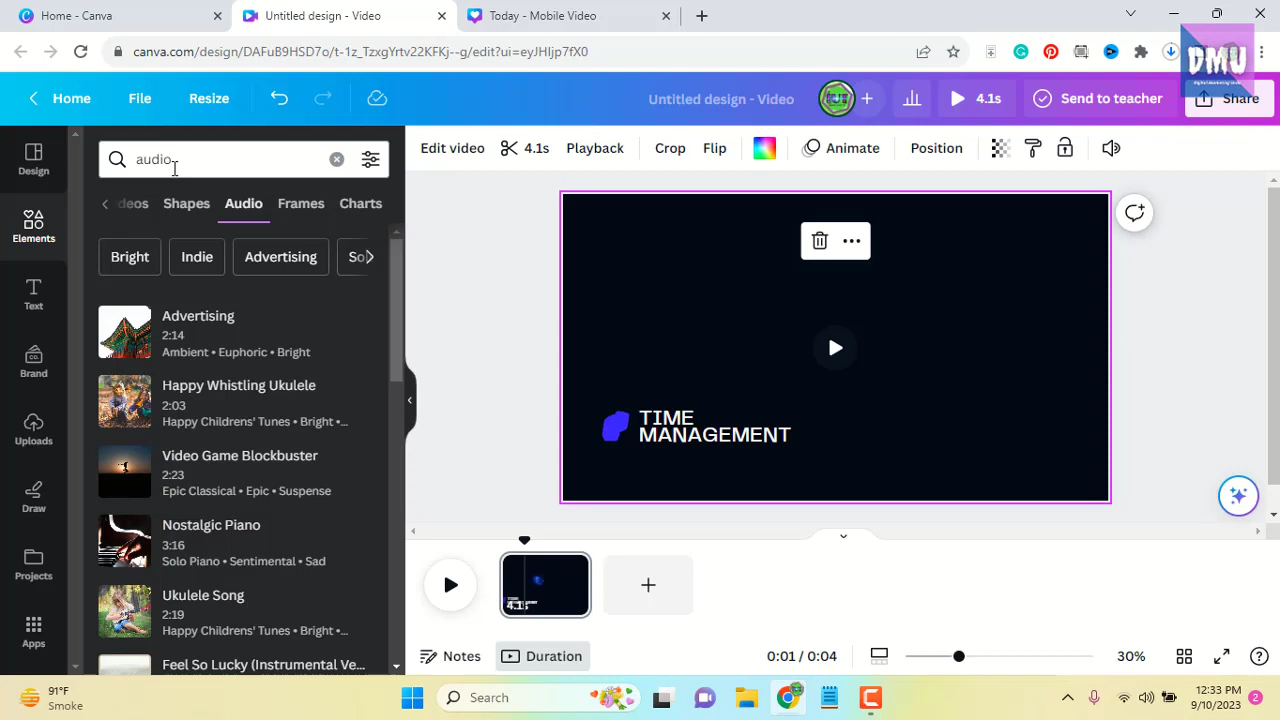 Home - Canva
Untitled design - Video
Today - Mobile Video
canva.com/design/DAFuB9HSD7o/t-1z_TzxgYrtv22KFKj--g/edit?ui=eyJHIjp7fX0
DMU
Home
File
Resize
Untitled design - Video
4.1s
Send to teacher
Share
Design
Elements
Text
Brand
Uploads
Draw
Projects
Apps
audio
deos
Shapes
Audio
Frames
Charts
Bright
Indie
Advertising
So
Advertising
2:14
Ambient • Euphoric • Bright
Happy Whistling Ukulele
2:03
Happy Childrens' Tunes • Bright •...
Video Game Blockbuster
2:23
Epic Classical • Epic • Suspense
Nostalgic Piano
3:16
Solo Piano • Sentimental • Sad
Ukulele Song
2:19
Happy Childrens' Tunes • Bright •...
Feel So Lucky (Instrumental Ve...
Edit video
4.1s
Playback
Crop
Flip
Animate
Position
TIME
MANAGEMENT
4.1s
Notes
Duration
0:01 / 0:04
30%
91°F
Smoke
Search
12:33 PM
9/10/2023
2